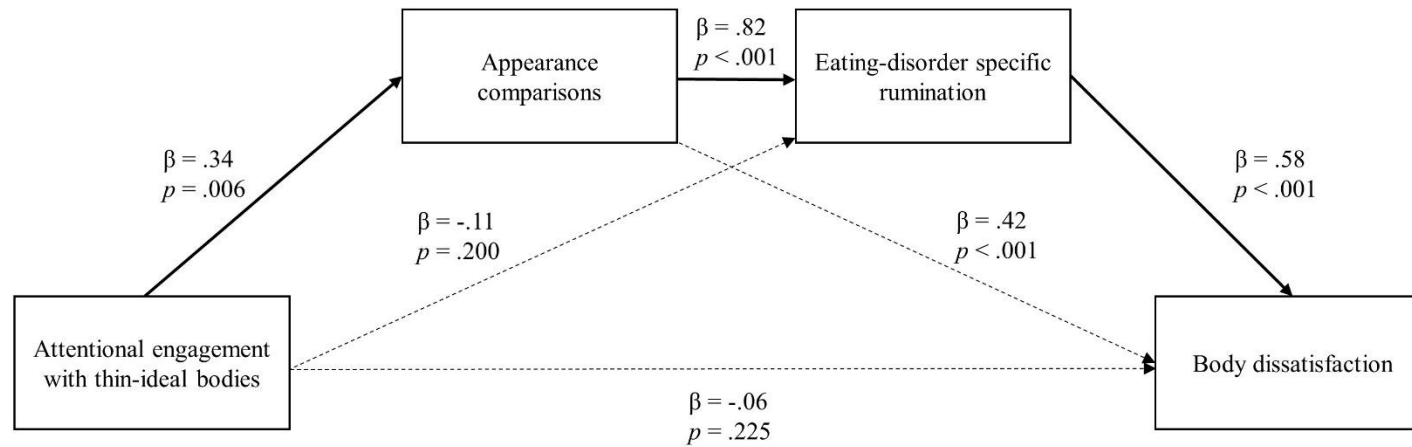 β = .82
p < .001
Appearance
comparisons
Eating-disorder specific
rumination
β = .34
p = .006
β = .58
p < .001
β = -.11
p = .200
β = .42
p < .001
Attentional engagement
with thin-ideal bodies
Body dissatisfaction
β = -.06
p = .225